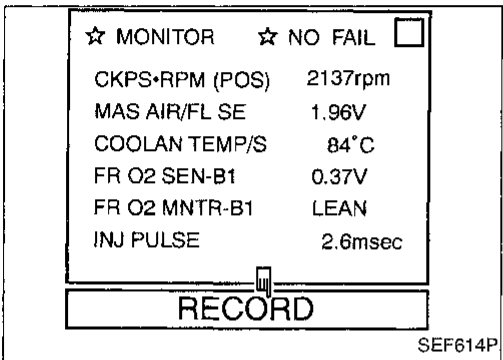 ☆ MONITOR ☆ NO FAIL
CKPS•RPM (POS) 2137rpm
MAS AIR/FL SE 1.96V
COOLAN TEMP/S 84°C
FR O2 SEN-B1 0.37V
FR O2 MNTR-B1 LEAN
INJ PULSE 2.6msec
RECORD
SEF614P